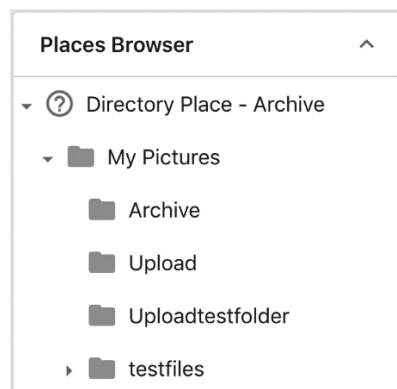 Places Browser
Directory Place - Archive
My Pictures
Archive
Upload
Uploadtestfolder
testfiles